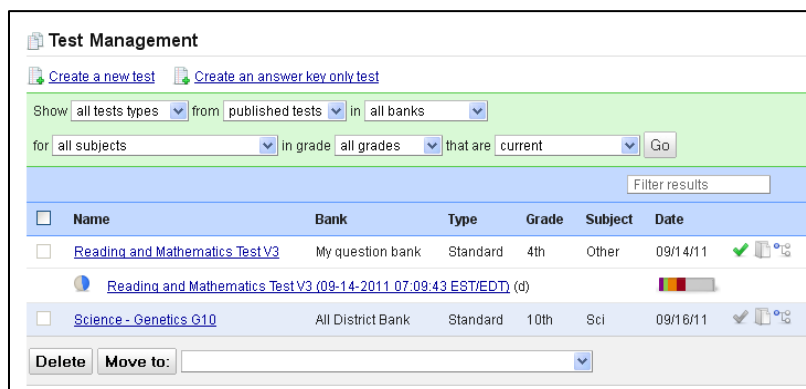 Test Management
Create a new test Create an answer key only test
Show all tests types from published tests in all banks
for all subjects in grade all grades that are current Go
Filter results
Name Bank Type Grade Subject Date
Reading and Mathematics Test V3 My question bank Standard 4th Other 09/14/11
Reading and Mathematics Test V3 (09-14-2011 07:09:43 EST/EDT) (d)
Science - Genetics G10 All District Bank Standard 10th Sci 09/16/11
Delete Move to: